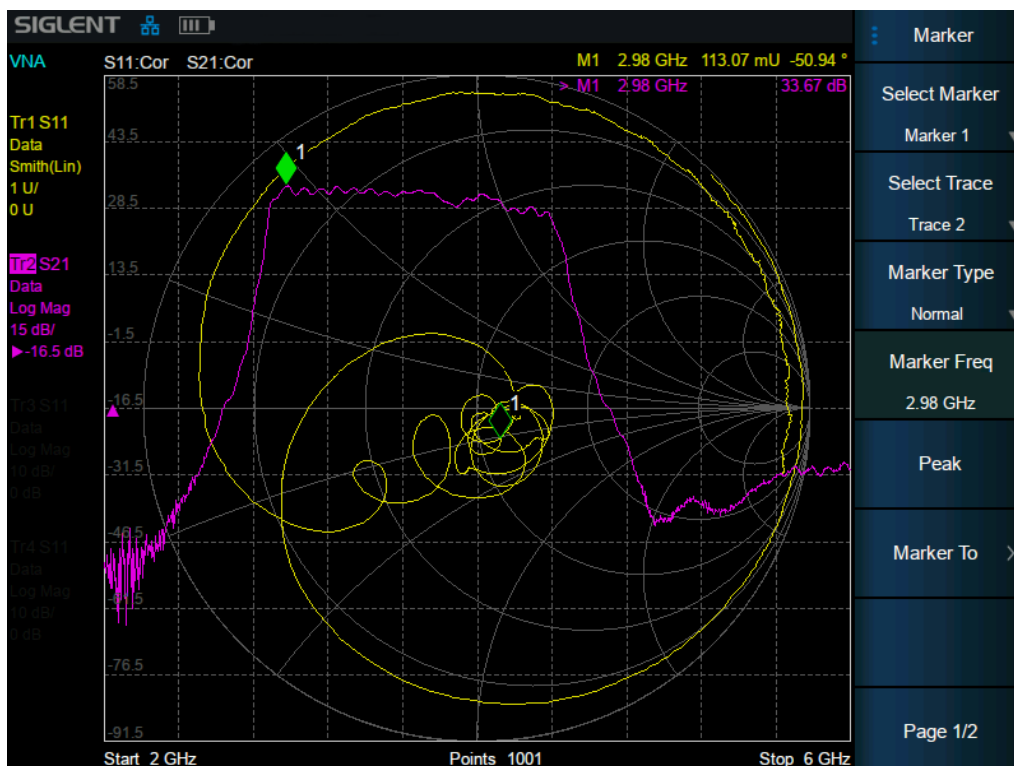 SIGLENT
VNA
S11:Cor S21:Cor
M1 2.98 GHz 113.07 mU -50.94 °
> M1 2.98 GHz 33.67 dB
Tr1 S11
Data
Smith(Lin)
1 U/
0 U
Tr2 S21
Data
Log Mag
15 dB/
▶-16.5 dB
Tr3 S11
Data
Log Mag
10 dB/
0 dB
Tr4 S11
Data
Log Mag
10 dB/
0 dB
58.5
43.5
28.5
13.5
-1.5
-16.5
-31.5
-46.5
-76.5
-91.5
1
1
Start 2 GHz Points 1001 Stop 6 GHz
Marker
Select Marker
Marker 1
Select Trace
Trace 2
Marker Type
Normal
Marker Freq
2.98 GHz
Peak
Marker To
Page 1/2